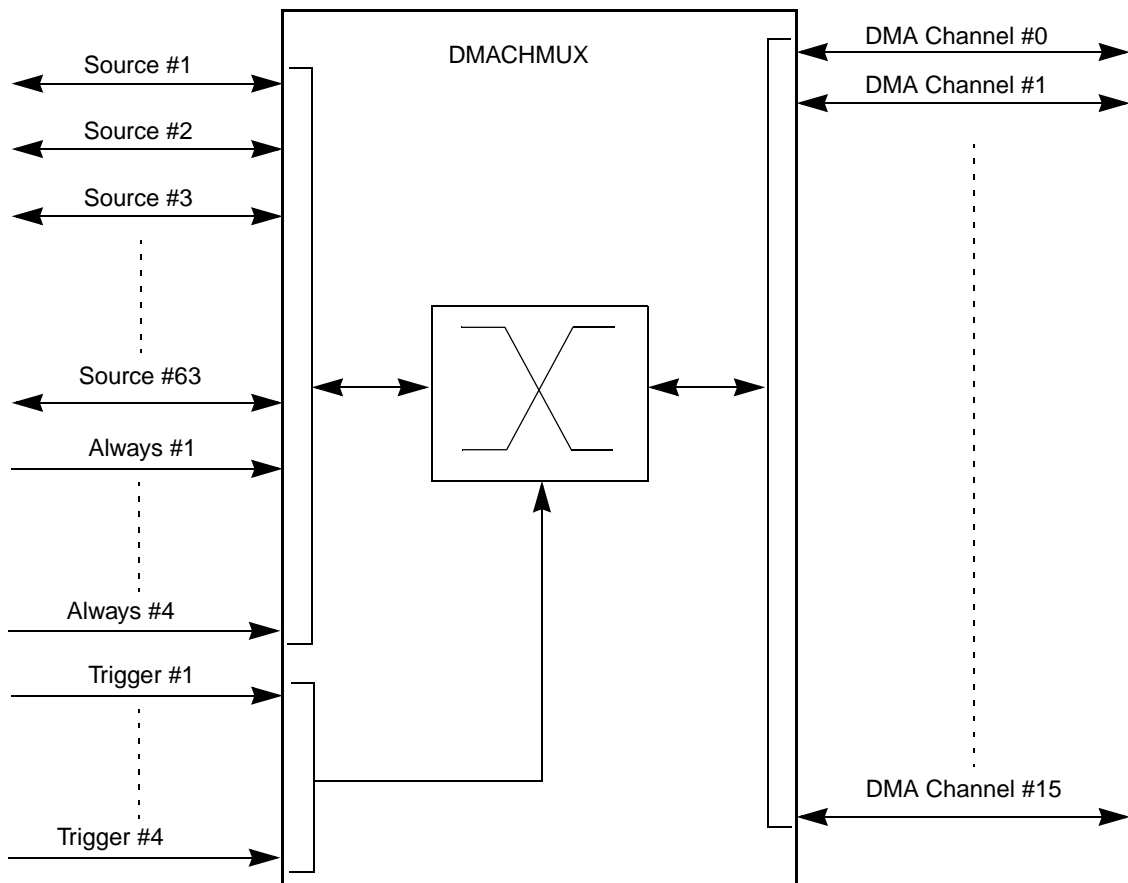 DMACHMUX
Source #1
Source #2
Source #3
Source #63
Always #1
Always #4
Trigger #1
Trigger #4
DMA Channel #0
DMA Channel #1
DMA Channel #15